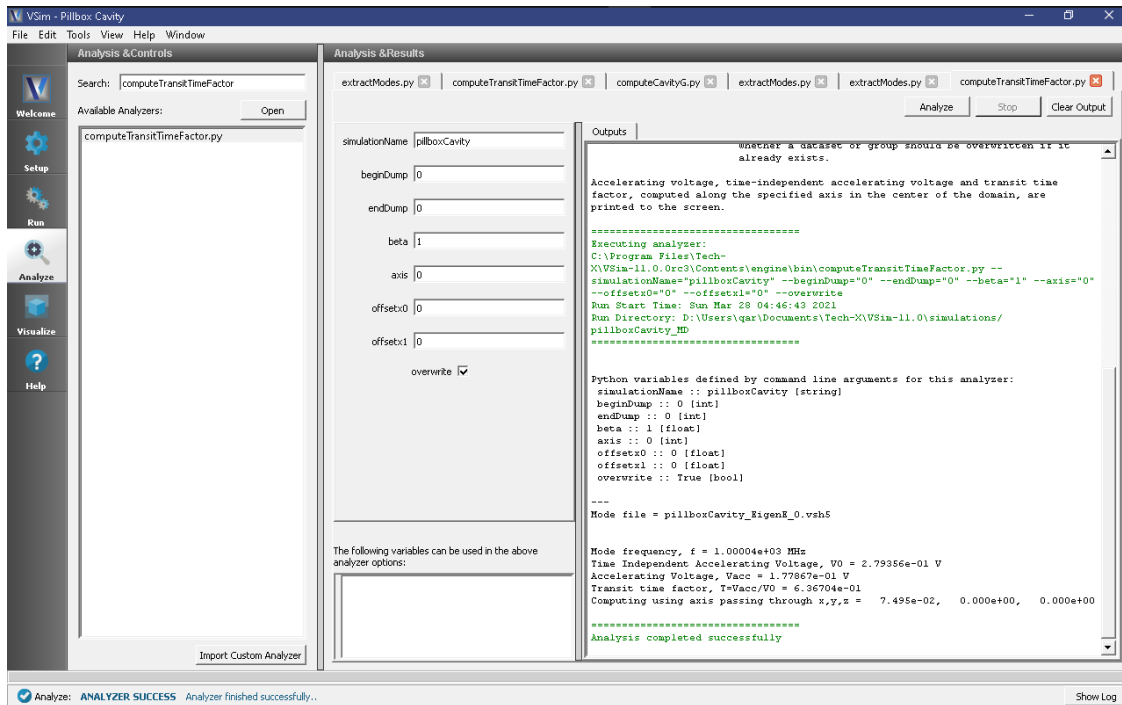 VSim - Pillbox Cavity
File Edit Tools View Help Window
Analysis &Controls
Search: computeTransitTimeFactor
Available Analyzers: Open
computeTransitTimeFactor.py
Import Custom Analyzer
Welcome
Setup
Run
Analyze
Visualize
Help
Analysis &Results
extractModes.py computeTransitTimeFactor.py computeCavityG.py extractModes.py extractModes.py computeTransitTimeFactor.py
Analyze Stop Clear Output
simulationName pillboxCavity
beginDump 0
endDump 0
beta 1
axis 0
offsetx0 0
offsetx1 0
overwrite
The following variables can be used in the above
analyzer options:
Outputs
whether a dataset or group should be overwritten if it
already exists.
Accelerating voltage, time-independent accelerating voltage and transit time
factor, computed along the specified axis in the center of the domain, are
printed to the screen.
==================================
Executing analyzer:
C:\Program Files\Tech-
X\VSim-11.0.0rc3\Contents\engine\bin\computeTransitTimeFactor.py --
simulationName="pillboxCavity" --beginDump="0" --endDump="0" --beta="1" --axis="0"
--offsetx0="0" --offsetx1="0" --overwrite
Run Start Time: Sun Mar 28 04:46:43 2021
Run Directory: D:\Users\qar\Documents\Tech-X\VSim-11.0\simulations/
pillboxCavity_MD
==================================
Python variables defined by command line arguments for this analyzer:
simulationName :: pillboxCavity [string]
beginDump :: 0 [int]
endDump :: 0 [int]
beta :: 1 [float]
axis :: 0 [int]
offsetx0 :: 0 [float]
offsetx1 :: 0 [float]
overwrite :: True [bool]
---
Mode file = pillboxCavity_EigenE_0.vsh5
Mode frequency, f = 1.00004e+03 MHz
Time Independent Accelerating Voltage, V0 = 2.79356e-01 V
Accelerating Voltage, Vacc = 1.77867e-01 V
Transit time factor, T=Vacc/V0 = 6.36704e-01
Computing using axis passing through x,y,z = 7.495e-02, 0.000e+00, 0.000e+00
==================================
Analysis completed successfully
Analyze: ANALYZER SUCCESS Analyzer finished successfully..
Show Log